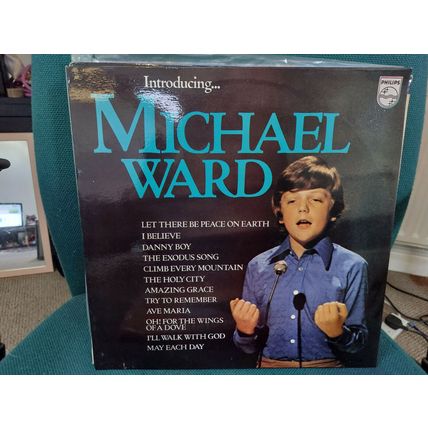 Introducing...
PHILIPS
MICHAEL
WARD
LET THERE BE PEACE ON EARTH
I BELIEVE
DANNY BOY
THE EXODUS SONG
CLIMB EVERY MOUNTAIN
THE HOLY CITY
AMAZING GRACE
TRY TO REMEMBER
AVE MARIA
OH! FOR THE WINGS
OF A DOVE
I'LL WALK WITH GOD
MAY EACH DAY